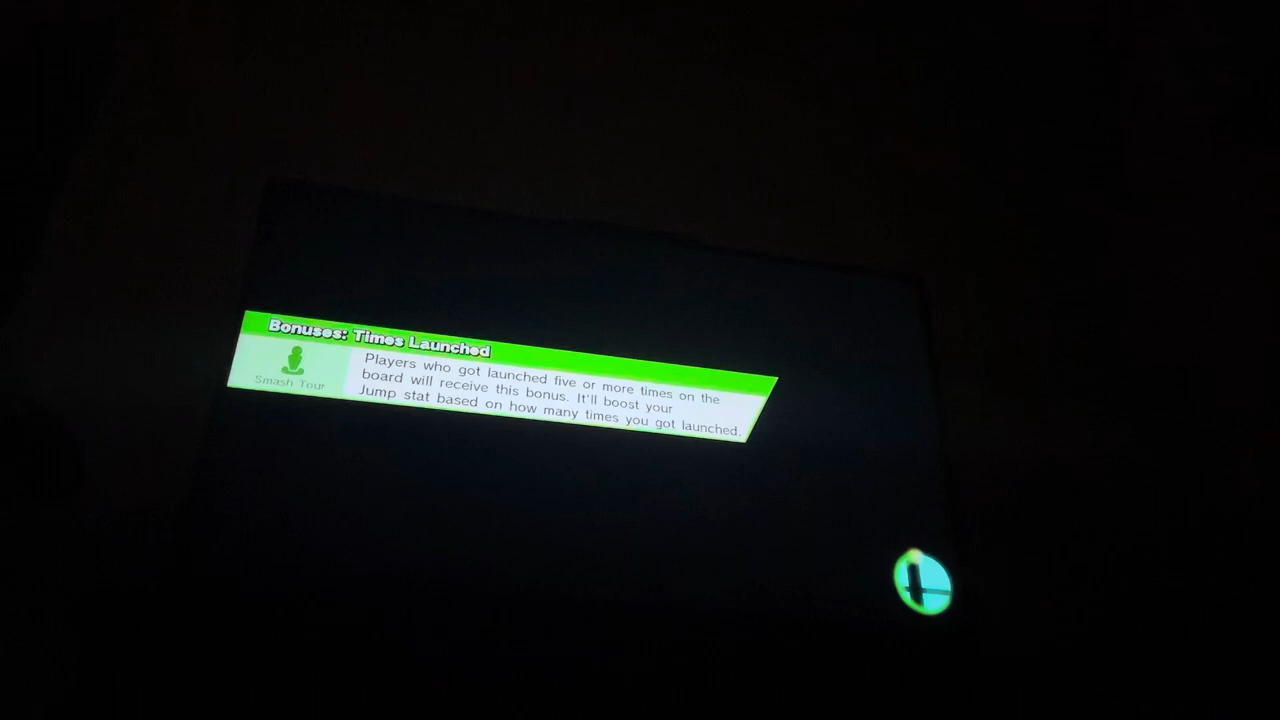 Bonuses: Times Launched
Smash Tour
Players who got launched five or more times on the
board will receive this bonus. It'll boost your
Jump stat based on how many times you got launched.